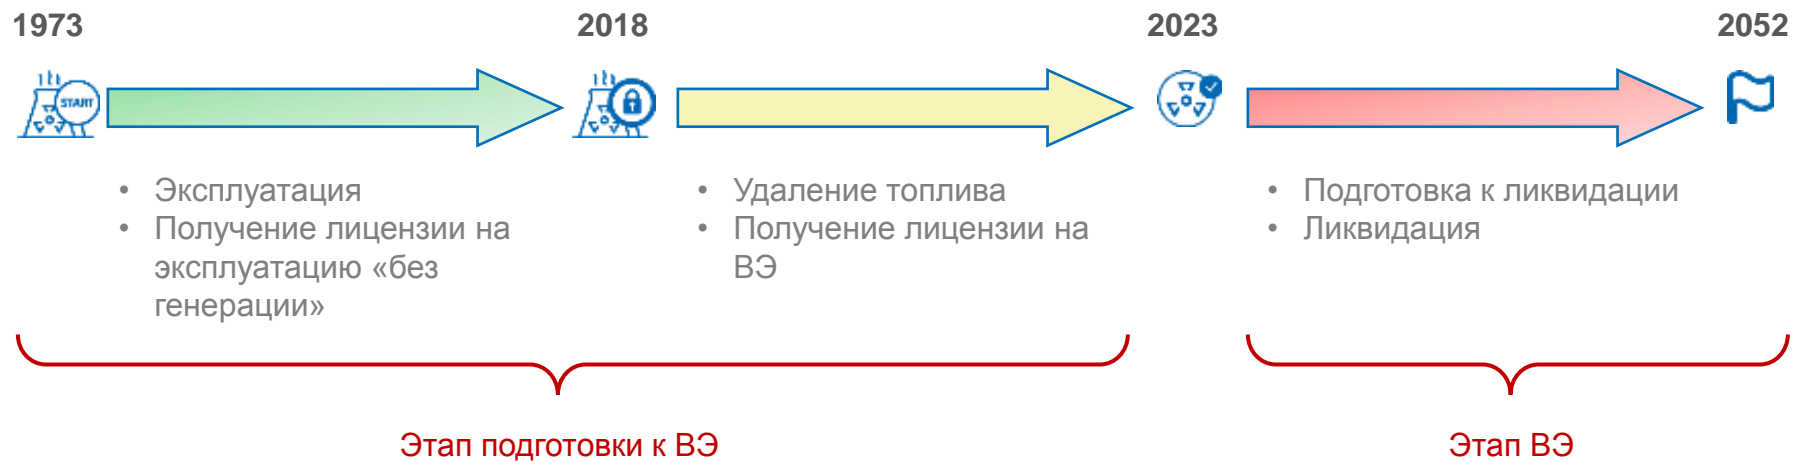 1973
2018
2023
2052
START
• Эксплуатация
• Получение лицензии на
эксплуатацию «без
генерации»
• Удаление топлива
• Получение лицензии на
ВЭ
• Подготовка к ликвидации
• Ликвидация
Этап подготовки к ВЭ
Этап ВЭ